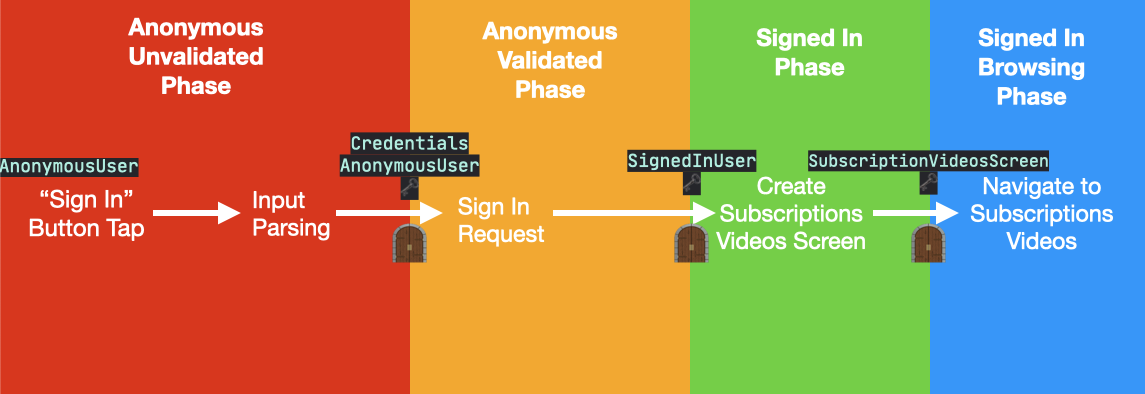 Anonymous
Unvalidated
Phase
Anonymous
Validated
Phase
Signed In
Phase
Signed In
Browsing
Phase
AnonymousUser
“Sign In”
Button Tap
Input
Parsing
Credentials
AnonymousUser
Sign In
Request
SignedInUser
Create
Subscriptions
Videos Screen
SubscriptionVideosScreen
Navigate to
Subscriptions
Videos